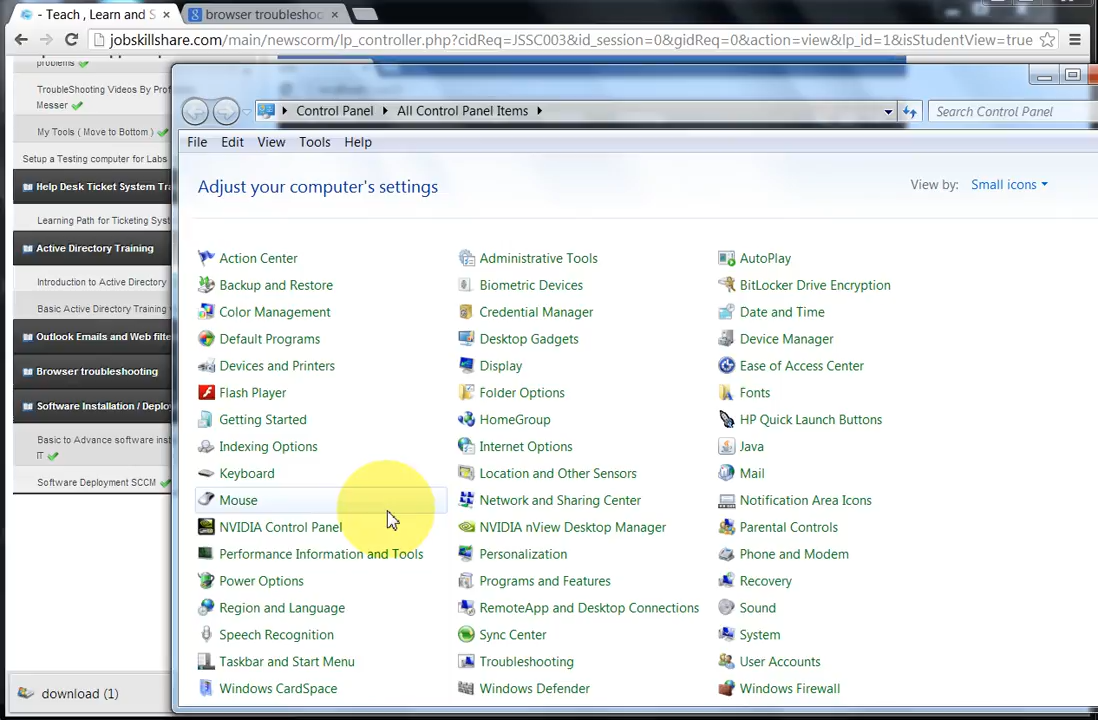 - Teach , Learn and S
browser troubleshoo
jobskillshare.com/main/newscorm/lp_controller.php?cidReq=JSSC003&id_session=0&gidReq=0&action=view&lp_id=1&isStudentView=true
problems
TroubleShooting Videos By Prof
Messer
My Tools ( Move to Bottom )
Setup a Testing computer for Labs
Help Desk Ticket System Tra
Learning Path for Ticketing Syst
Active Directory Training
Introduction to Active Directory
Basic Active Directory Training
Outlook Emails and Web filte
Browser troubleshooting
Software Installation / Deplo
Basic to Advance software inst
IT
Software Deployment SCCM
download (1)
Control Panel All Control Panel Items
Search Control Panel
File Edit View Tools Help
Adjust your computer's settings
View by: Small icons
Action Center Administrative Tools AutoPlay
Backup and Restore Biometric Devices BitLocker Drive Encryption
Color Management Credential Manager Date and Time
Default Programs Desktop Gadgets Device Manager
Devices and Printers Display Ease of Access Center
Flash Player Folder Options Fonts
Getting Started HomeGroup HP Quick Launch Buttons
Indexing Options Internet Options Java
Keyboard Location and Other Sensors Mail
Mouse Network and Sharing Center Notification Area Icons
NVIDIA Control Panel NVIDIA nView Desktop Manager Parental Controls
Performance Information and Tools Personalization Phone and Modem
Power Options Programs and Features Recovery
Region and Language RemoteApp and Desktop Connections Sound
Speech Recognition Sync Center System
Taskbar and Start Menu Troubleshooting User Accounts
Windows CardSpace Windows Defender Windows Firewall